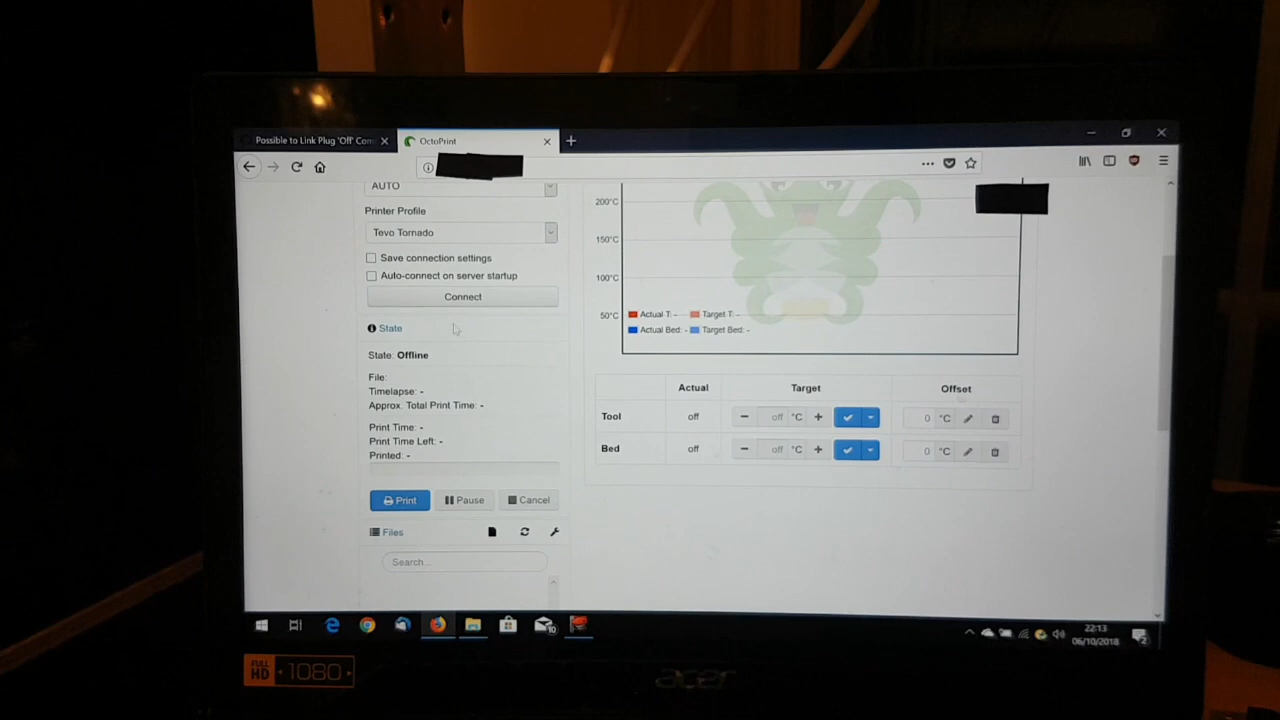 Possible to Link Plug 'Off' Com
OctoPrint
AUTO
Printer Profile
Tevo Tornado
Save connection settings
Auto-connect on server startup
Connect
State
State: Offline
File:
Timelapse: -
Approx. Total Print Time: -
Print Time: -
Print Time Left: -
Printed: -
Print
Pause
Cancel
Files
Search...
200°C
150°C
100°C
50°C
Actual T: - Target T: -
Actual Bed: - Target Bed: -
Actual Target Offset
Tool off off °C 0 °C
Bed off off °C 0 °C
10
22:13
06/10/2018
2
FULL HD 1080
acer